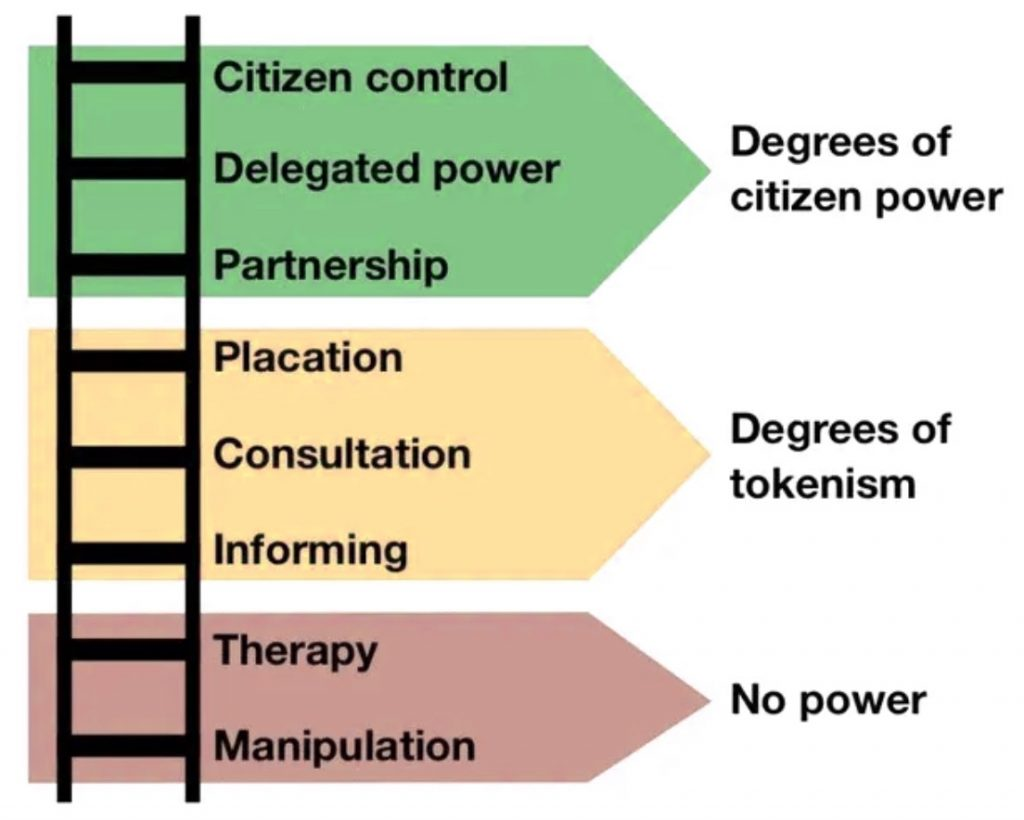 Citizen control
Delegated power
Partnership
Degrees of
citizen power
Placation
Consultation
Informing
Degrees of
tokenism
Therapy
Manipulation
No power